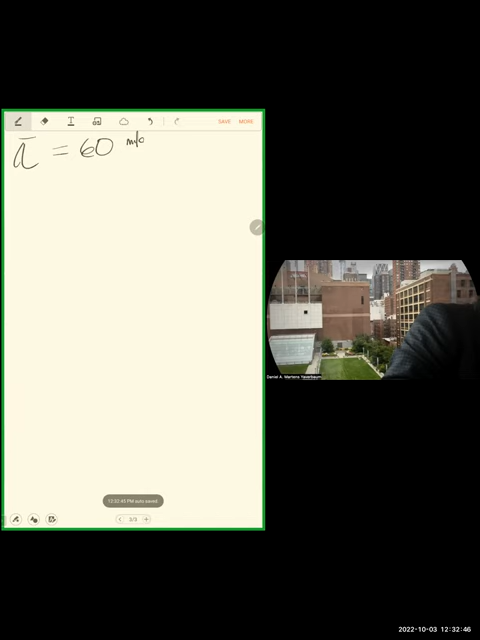 SAVE MORE
= 60 m/s
12:32:45 PM auto saved
3/3
Daniel A. Martens Yaverbaum
2022-10-03 12:32:46